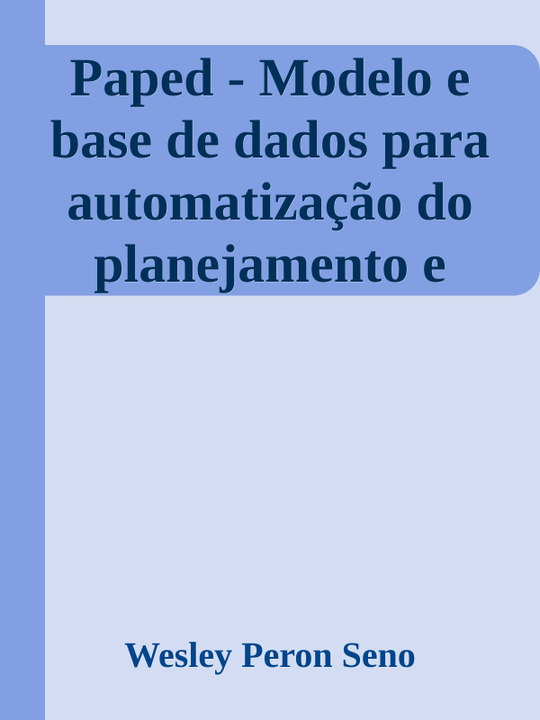 Paped - Modelo e
base de dados para
automatização do
planejamento e
Wesley Peron Seno